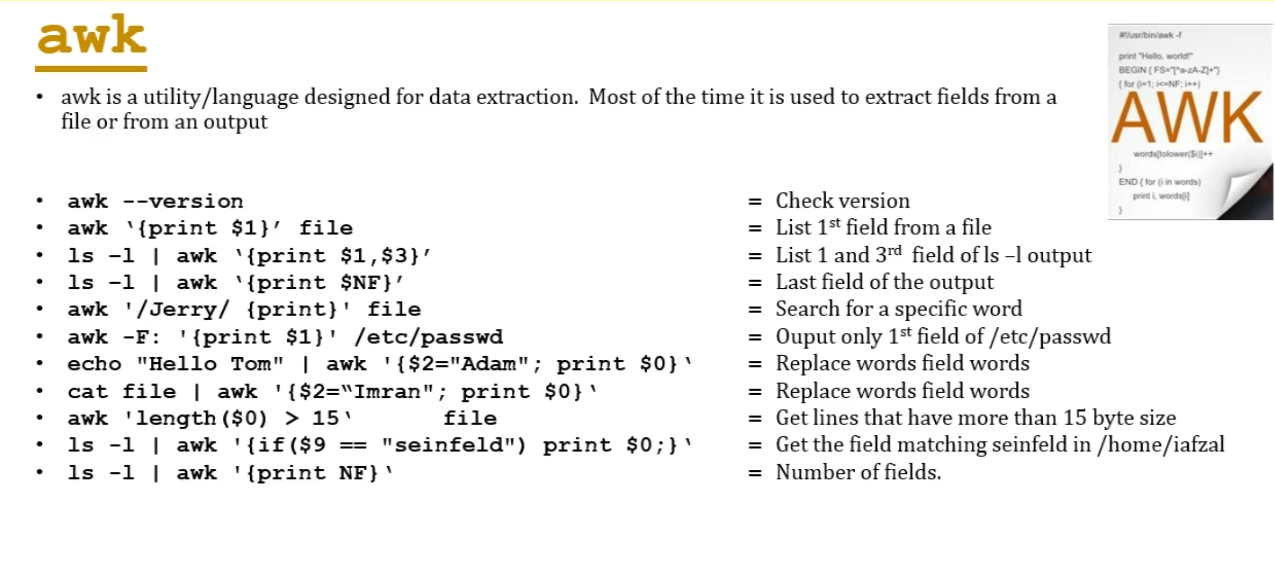 awk
• awk is a utility/language designed for data extraction. Most of the time it is used to extract fields from a
file or from an output
#!/usr/bin/awk -f
print "Hello, world!"
BEGIN { FS="[^a-zA-Z]+"}
{ for (i=1; i<=NF; i++)
AWK
words[tolower($i)]++
}
END { for (i in words)
print i, words[i]
}
• awk --version = Check version
• awk ‵{print $1}′ file = List 1st field from a file
• ls –l | awk ‵{print $1,$3}′ = List 1 and 3rd field of ls –l output
• ls –l | awk ‵{print $NF}′ = Last field of the output
• awk '/Jerry/ {print}' file = Search for a specific word
• awk -F: '{print $1}' /etc/passwd = Ouput only 1st field of /etc/passwd
• echo "Hello Tom" | awk '{$2="Adam"; print $0}‵ = Replace words field words
• cat file | awk '{$2=“Imran"; print $0}‵ = Replace words field words
• awk 'length($0) > 15‵ file = Get lines that have more than 15 byte size
• ls -l | awk '{if($9 == "seinfeld") print $0;}‵ = Get the field matching seinfeld in /home/iafzal
• ls -l | awk '{print NF}‵ = Number of fields.